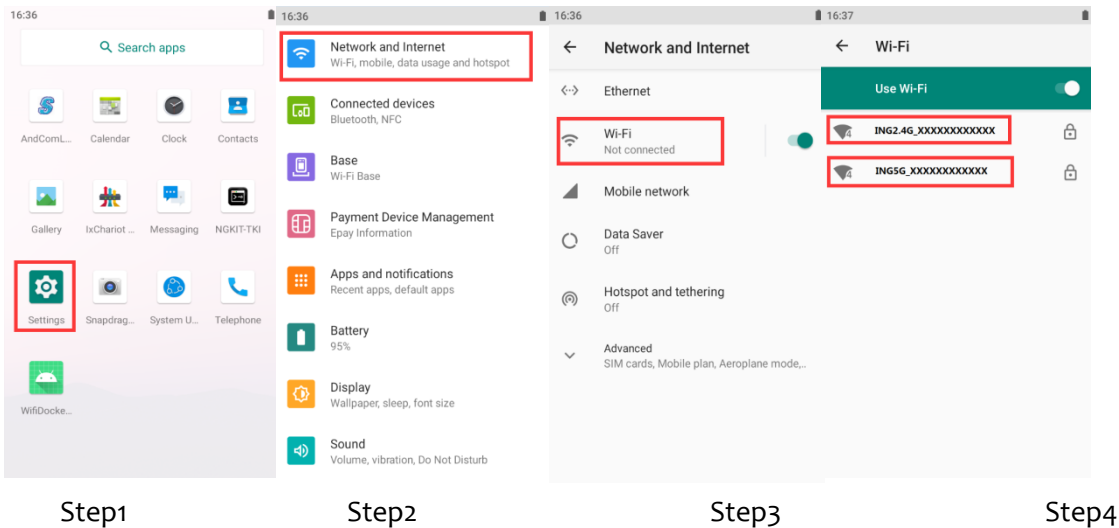 16:36
Search apps
AndComL...
Calendar
Clock
Contacts
Gallery
IxChariot ...
Messaging
NGKIT-TKI
Settings
Snapdrag...
System U...
Telephone
WifiDocke...
Step1
16:36
Network and Internet
Wi-Fi, mobile, data usage and hotspot
Connected devices
Bluetooth, NFC
Base
Wi-Fi Base
Payment Device Management
Epay Information
Apps and notifications
Recent apps, default apps
Battery
95%
Display
Wallpaper, sleep, font size
Sound
Volume, vibration, Do Not Disturb
Step2
16:36
Network and Internet
Ethernet
Wi-Fi
Not connected
Mobile network
Data Saver
Off
Hotspot and tethering
Off
Advanced
SIM cards, Mobile plan, Aeroplane mode,..
Step3
16:37
Wi-Fi
Use Wi-Fi
4
ING2.4G_XXXXXXXXXXXX
4
ING5G_XXXXXXXXXXXX
Step4